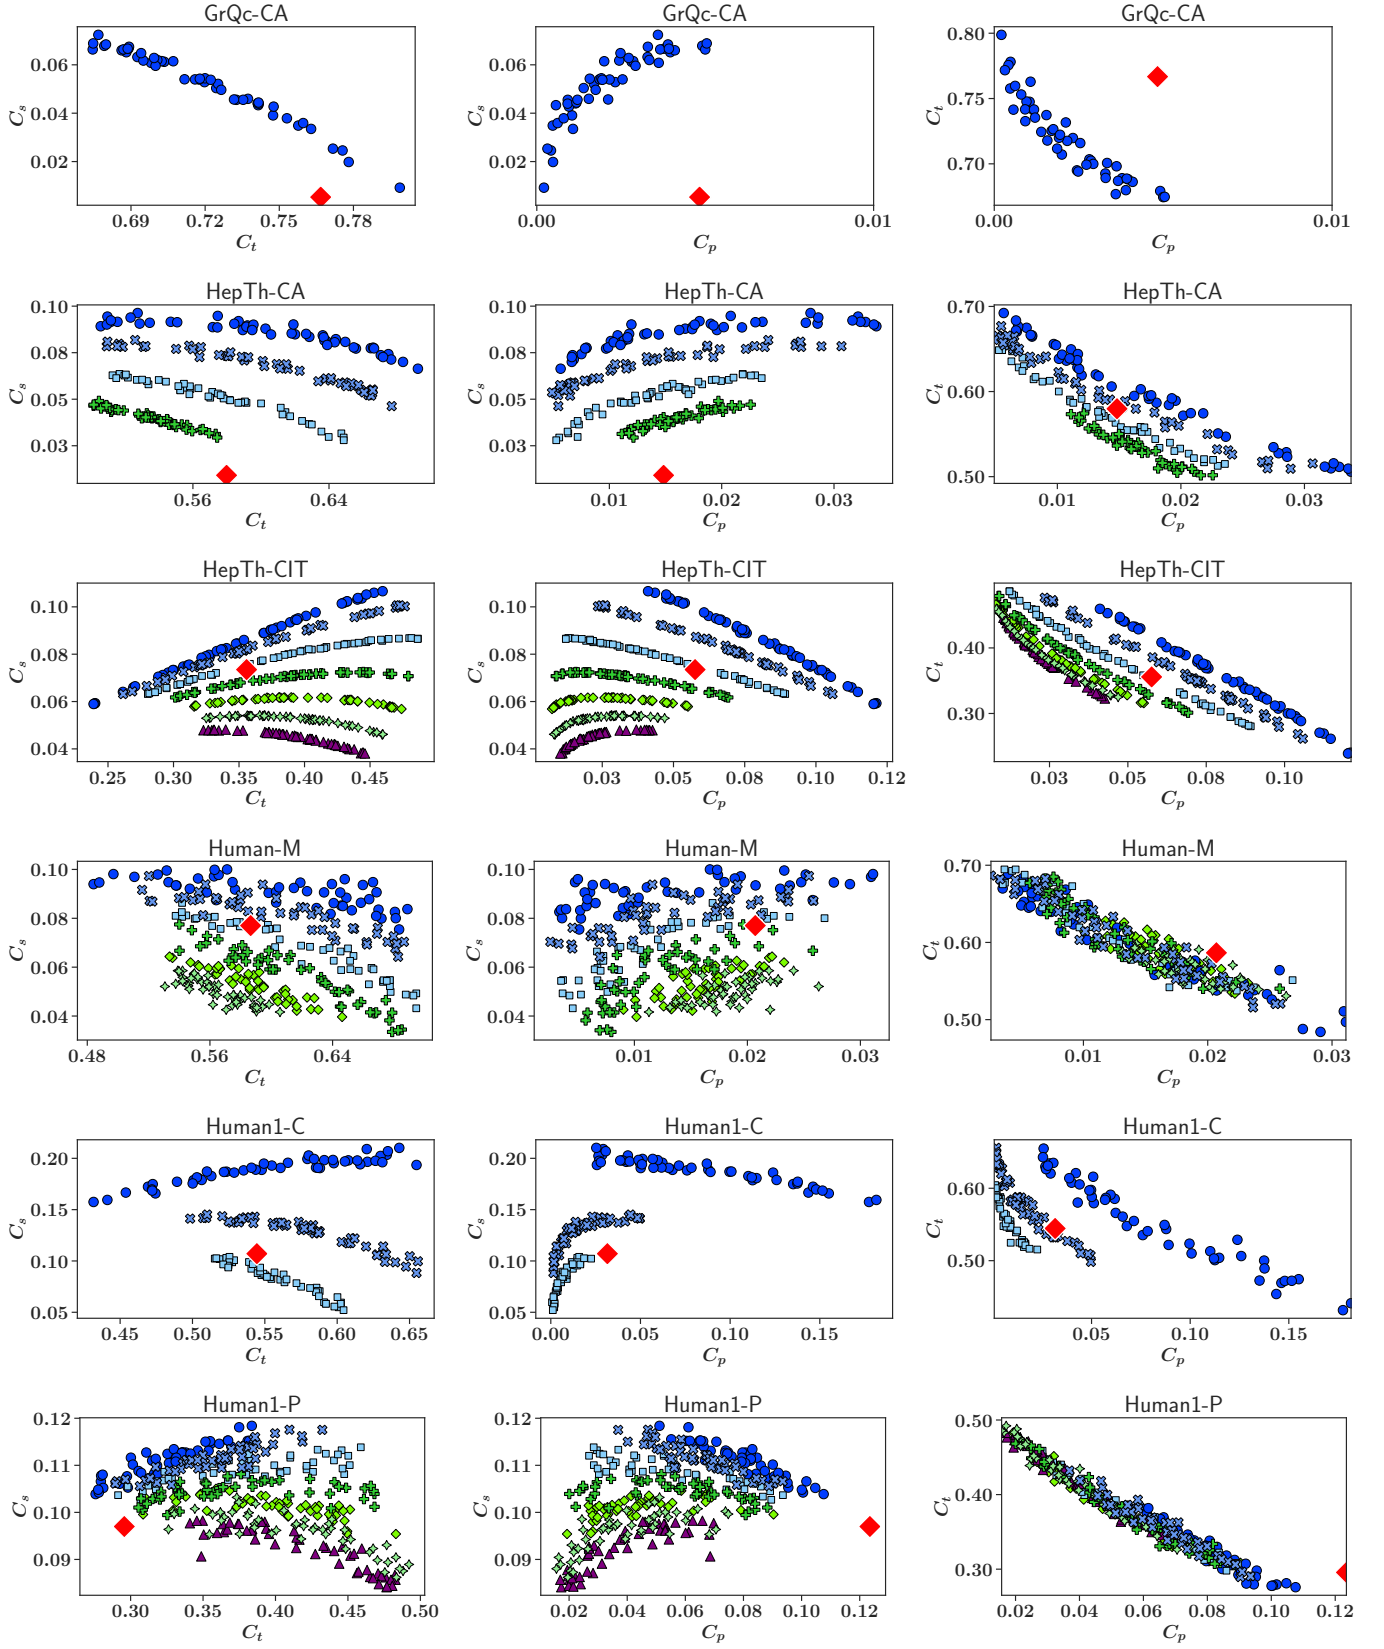 GrQc-CA GrQc-CA GrQc-CA
C_s 0.06 0.04 0.02 C_s 0.06 0.04 0.02 C_t 0.80 0.75 0.70
0.69 0.72 0.76 0.78 0.00 0.01 0.00 0.01
C_t C_p C_p
HepTh-CA HepTh-CA HepTh-CA
C_s 0.10 0.08 0.05 0.03 C_s 0.10 0.08 0.05 0.03 C_t 0.70 0.60 0.50
0.56 0.64 0.01 0.02 0.03 0.01 0.02 0.03
C_t C_p C_p
HepTh-CIT HepTh-CIT HepTh-CIT
C_s 0.10 0.08 0.06 0.04 C_s 0.10 0.08 0.06 0.04 C_t 0.40 0.30
0.25 0.30 0.35 0.40 0.45 0.03 0.05 0.08 0.10 0.12 0.03 0.05 0.08 0.10
C_t C_p C_p
Human-M Human-M Human-M
C_s 0.10 0.08 0.06 0.04 C_s 0.10 0.08 0.06 0.04 C_t 0.70 0.60 0.50
0.48 0.56 0.64 0.01 0.02 0.03 0.01 0.02 0.03
C_t C_p C_p
Human1-C Human1-C Human1-C
C_s 0.20 0.15 0.10 0.05 C_s 0.20 0.15 0.10 0.05 C_t 0.60 0.50
0.45 0.50 0.55 0.60 0.65 0.00 0.05 0.10 0.15 0.05 0.10 0.15
C_t C_p C_p
Human1-P Human1-P Human1-P
C_s 0.12 0.11 0.10 0.09 C_s 0.12 0.11 0.10 0.09 C_t 0.50 0.40 0.30
0.30 0.35 0.40 0.45 0.50 0.02 0.04 0.06 0.08 0.10 0.12 0.02 0.04 0.06 0.08 0.10 0.12
C_t C_p C_p